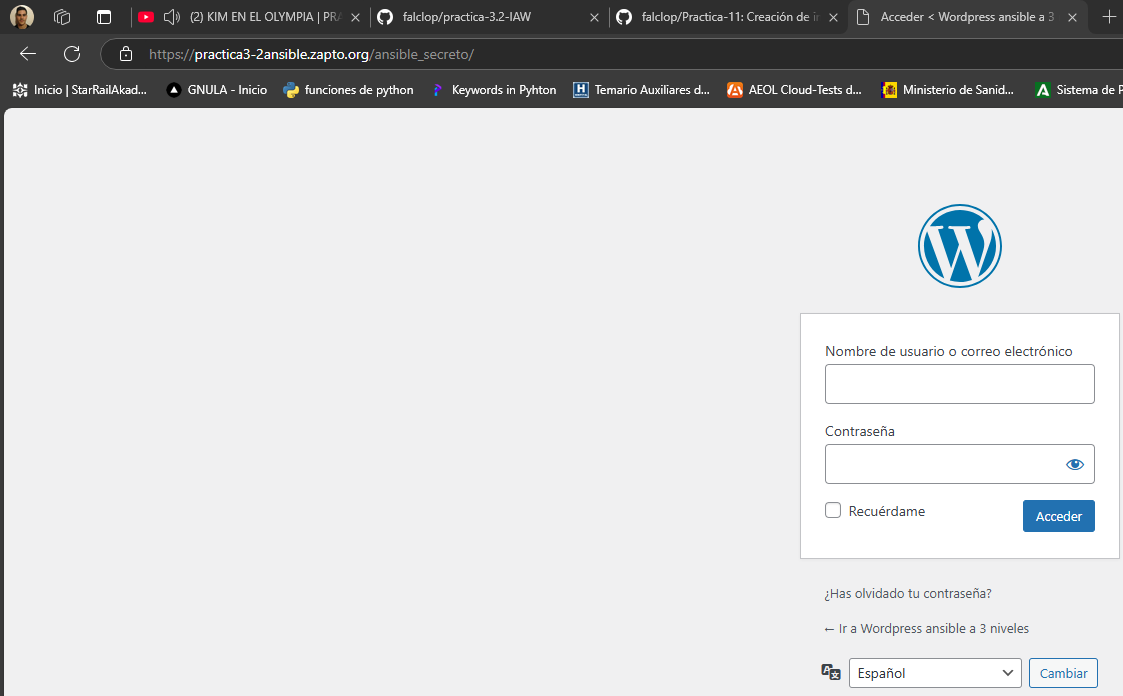 (2) KIM EN EL OLYMPIA | PRA
falclop/practica-3.2-IAW
falclop/Practica-11: Creación de in
Acceder < Wordpress ansible a 3
https://practica3-2ansible.zapto.org/ansible_secreto/
Inicio | StarRailAkad...
GNULA - Inicio
funciones de python
Keywords in Pyhton
Temario Auxiliares d...
AEOL Cloud-Tests d...
Ministerio de Sanid...
Sistema de P
Nombre de usuario o correo electrónico
Contraseña
Recuérdame
Acceder
¿Has olvidado tu contraseña?
← Ir a Wordpress ansible a 3 niveles
Español
Cambiar